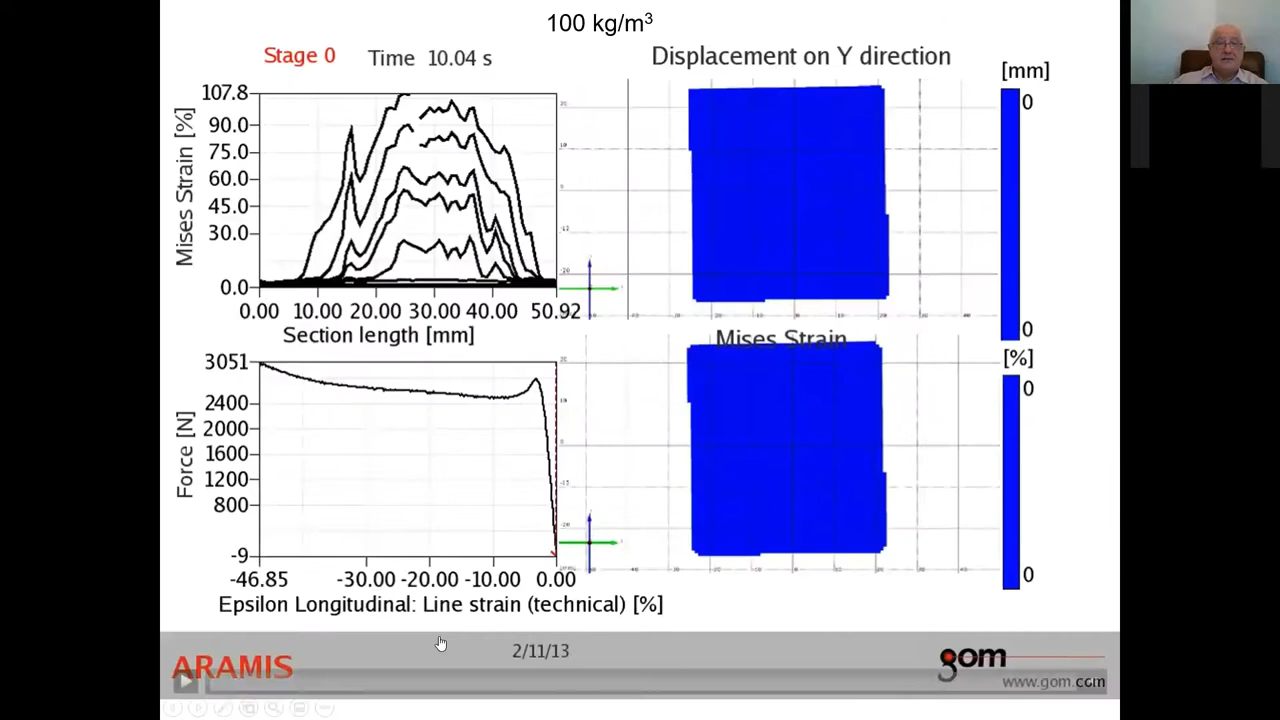 100 kg/m³
Stage 0
Time 10.04 s
Displacement on Y direction
[mm]
107.8
90.0
75.0
60.0
45.0
30.0
0.0
Mises Strain [%]
0.00 10.00 20.00 30.00 40.00 50.92
Section length [mm]
0
0
Mises Strain
[%]
3051
2400
2000
1600
1200
800
-9
Force [N]
-46.85 -30.00 -20.00 -10.00 0.00
Epsilon Longitudinal: Line strain (technical) [%]
0
0
ARAMIS
2/11/13
gom
www.gom.com